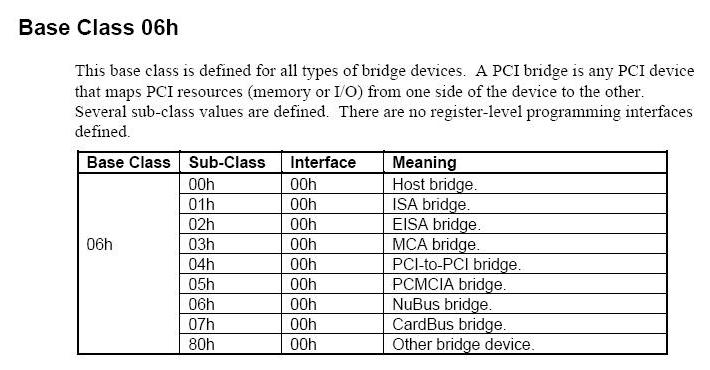 Base Class 06h
This base class is defined for all types of bridge devices.  A PCI bridge is any PCI device
that maps PCI resources (memory or I/O) from one side of the device to the other.
Several sub-class values are defined.  There are no register-level programming interfaces
defined.
Base Class Sub-Class Interface Meaning
00h 00h Host bridge.
01h 00h ISA bridge.
02h 00h EISA bridge.
06h 03h 00h MCA bridge.
04h 00h PCI-to-PCI bridge.
05h 00h PCMCIA bridge.
06h 00h NuBus bridge.
07h 00h CardBus bridge.
80h 00h Other bridge device.